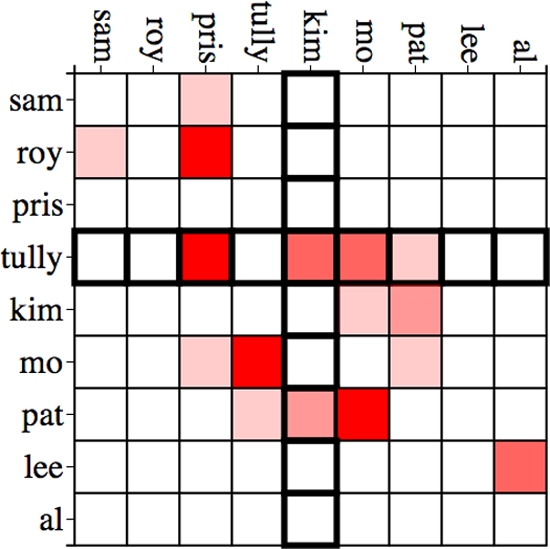 sam roy pris tully kim mo pat lee al
sam
roy
pris
tully
kim
mo
pat
lee
al